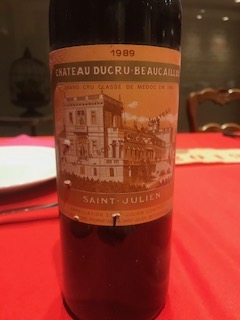 1989
CHATEAU DUCRU-BEAUCAILLOU
GRAND CRU CLASSÉ DE MÉDOC EN 1855
SAINT-JULIEN